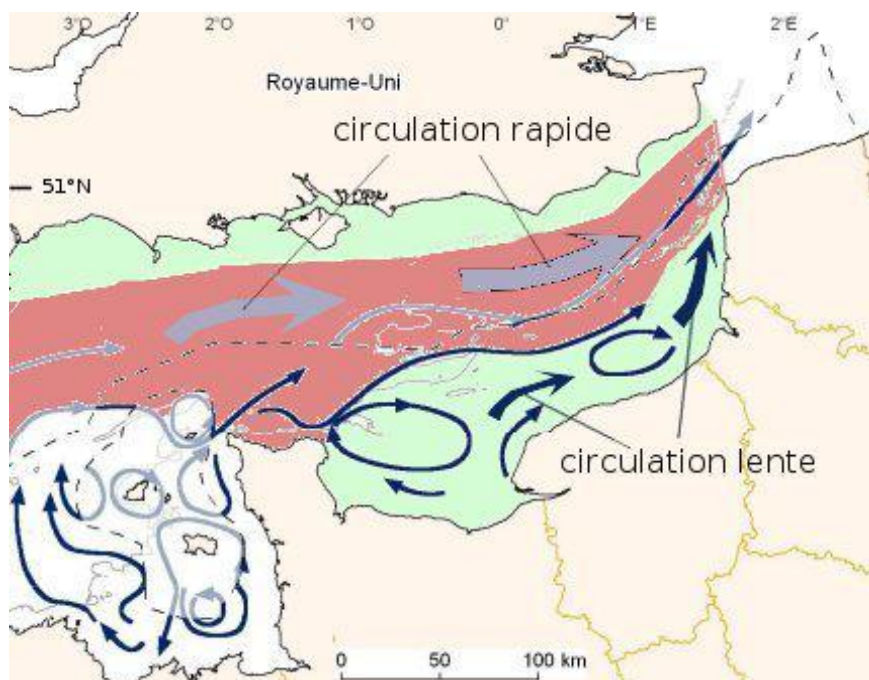 3°O 2°O 1°O 0° 1°E 2°E
Royaume-Uni
circulation rapide
51°N
circulation lente
0 50 100 km